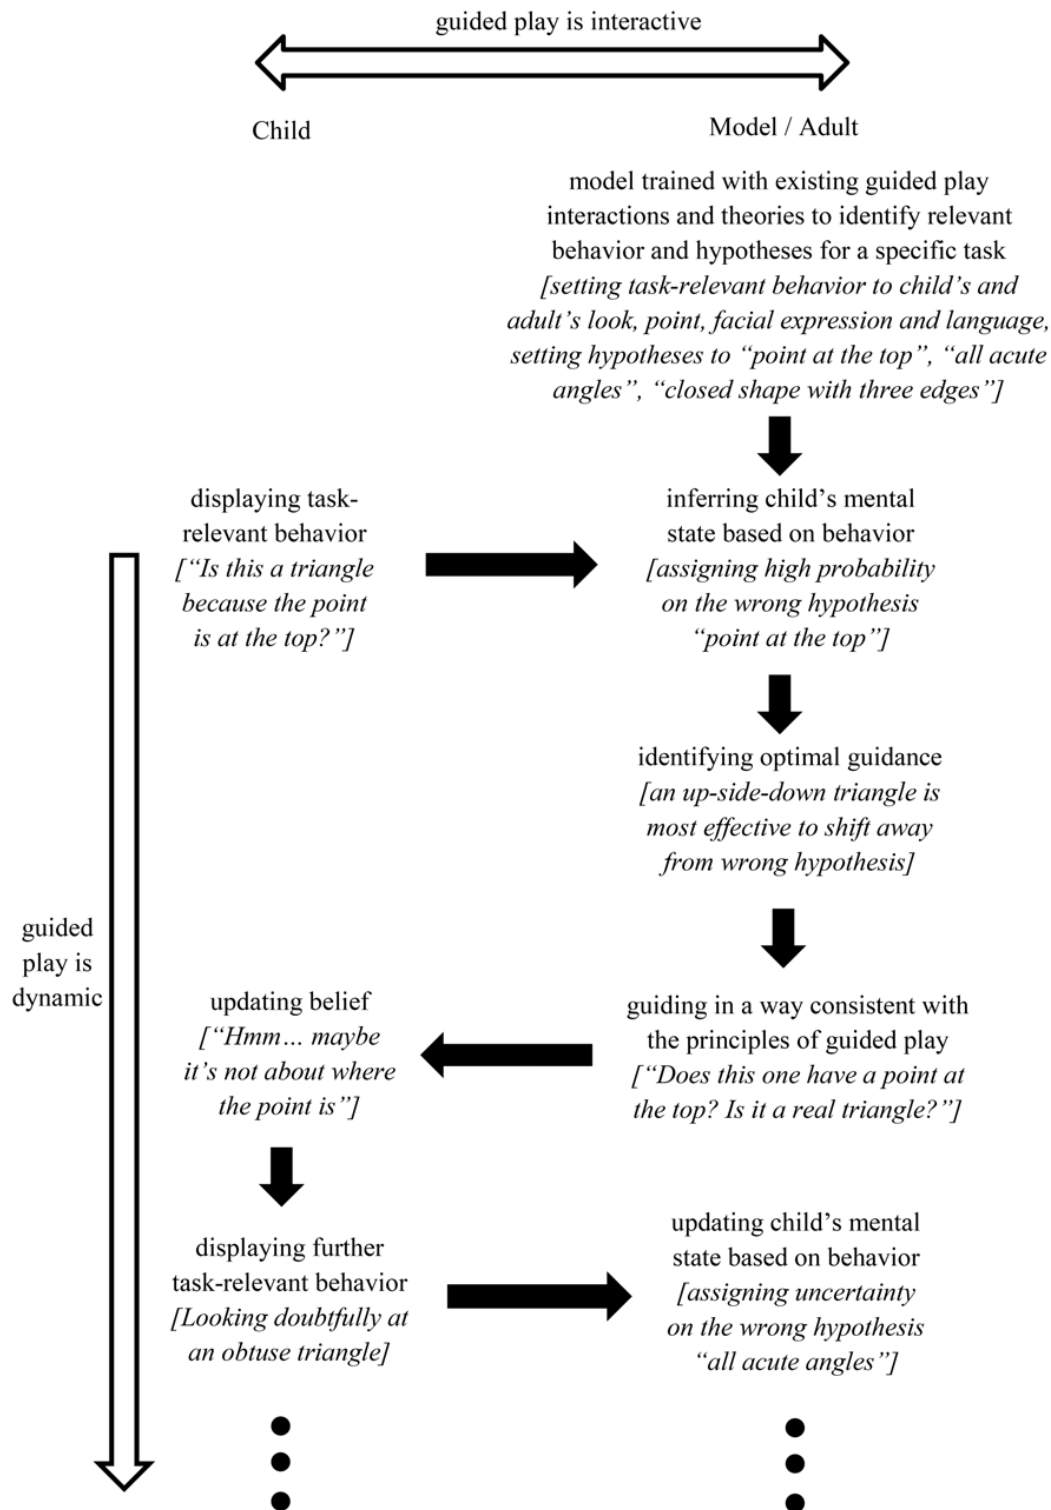 guided play is interactive
Child
Model / Adult
model trained with existing guided play
interactions and theories to identify relevant
behavior and hypotheses for a specific task
[setting task-relevant behavior to child’s and
adult’s look, point, facial expression and language,
setting hypotheses to “point at the top”, “all acute
angles”, “closed shape with three edges”]
displaying task-
relevant behavior
[“Is this a triangle
because the point
is at the top?”]
inferring child’s mental
state based on behavior
[assigning high probability
on the wrong hypothesis
“point at the top”]
identifying optimal guidance
[an up-side-down triangle is
most effective to shift away
from wrong hypothesis]
guided
play is
dynamic
guiding in a way consistent with
the principles of guided play
[“Does this one have a point at
the top? Is it a real triangle?”]
updating belief
[“Hmm… maybe
it’s not about where
the point is”]
displaying further
task-relevant behavior
[Looking doubtfully at
an obtuse triangle]
updating child’s mental
state based on behavior
[assigning uncertainty
on the wrong hypothesis
“all acute angles”]